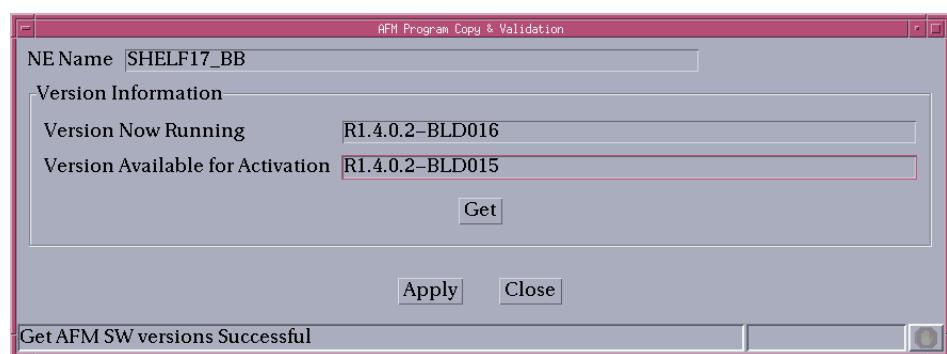 AFM Program Copy & Validation
NE Name SHELF17_BB
Version Information
Version Now Running R1.4.0.2–BLD016
Version Available for Activation R1.4.0.2–BLD015
Get
Apply Close
Get AFM SW versions Successful